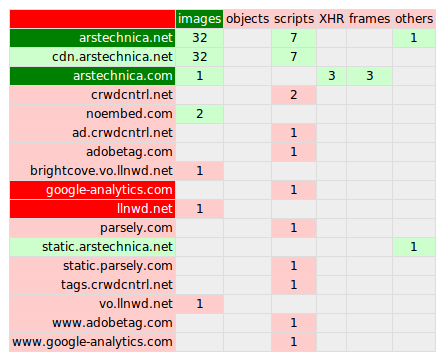 images objects scripts XHR frames others
arstechnica.net 32 7 1
cdn.arstechnica.net 32 7
arstechnica.com 1 3 3
crwdcntrl.net 2
noembed.com 2
ad.crwdcntrl.net 1
adobetag.com 1
brightcove.vo.llnwd.net 1
google-analytics.com 1
llnwd.net 1
parsely.com 1
static.arstechnica.net 1
static.parsely.com 1
tags.crwdcntrl.net 1
vo.llnwd.net 1
www.adobetag.com 1
www.google-analytics.com 1